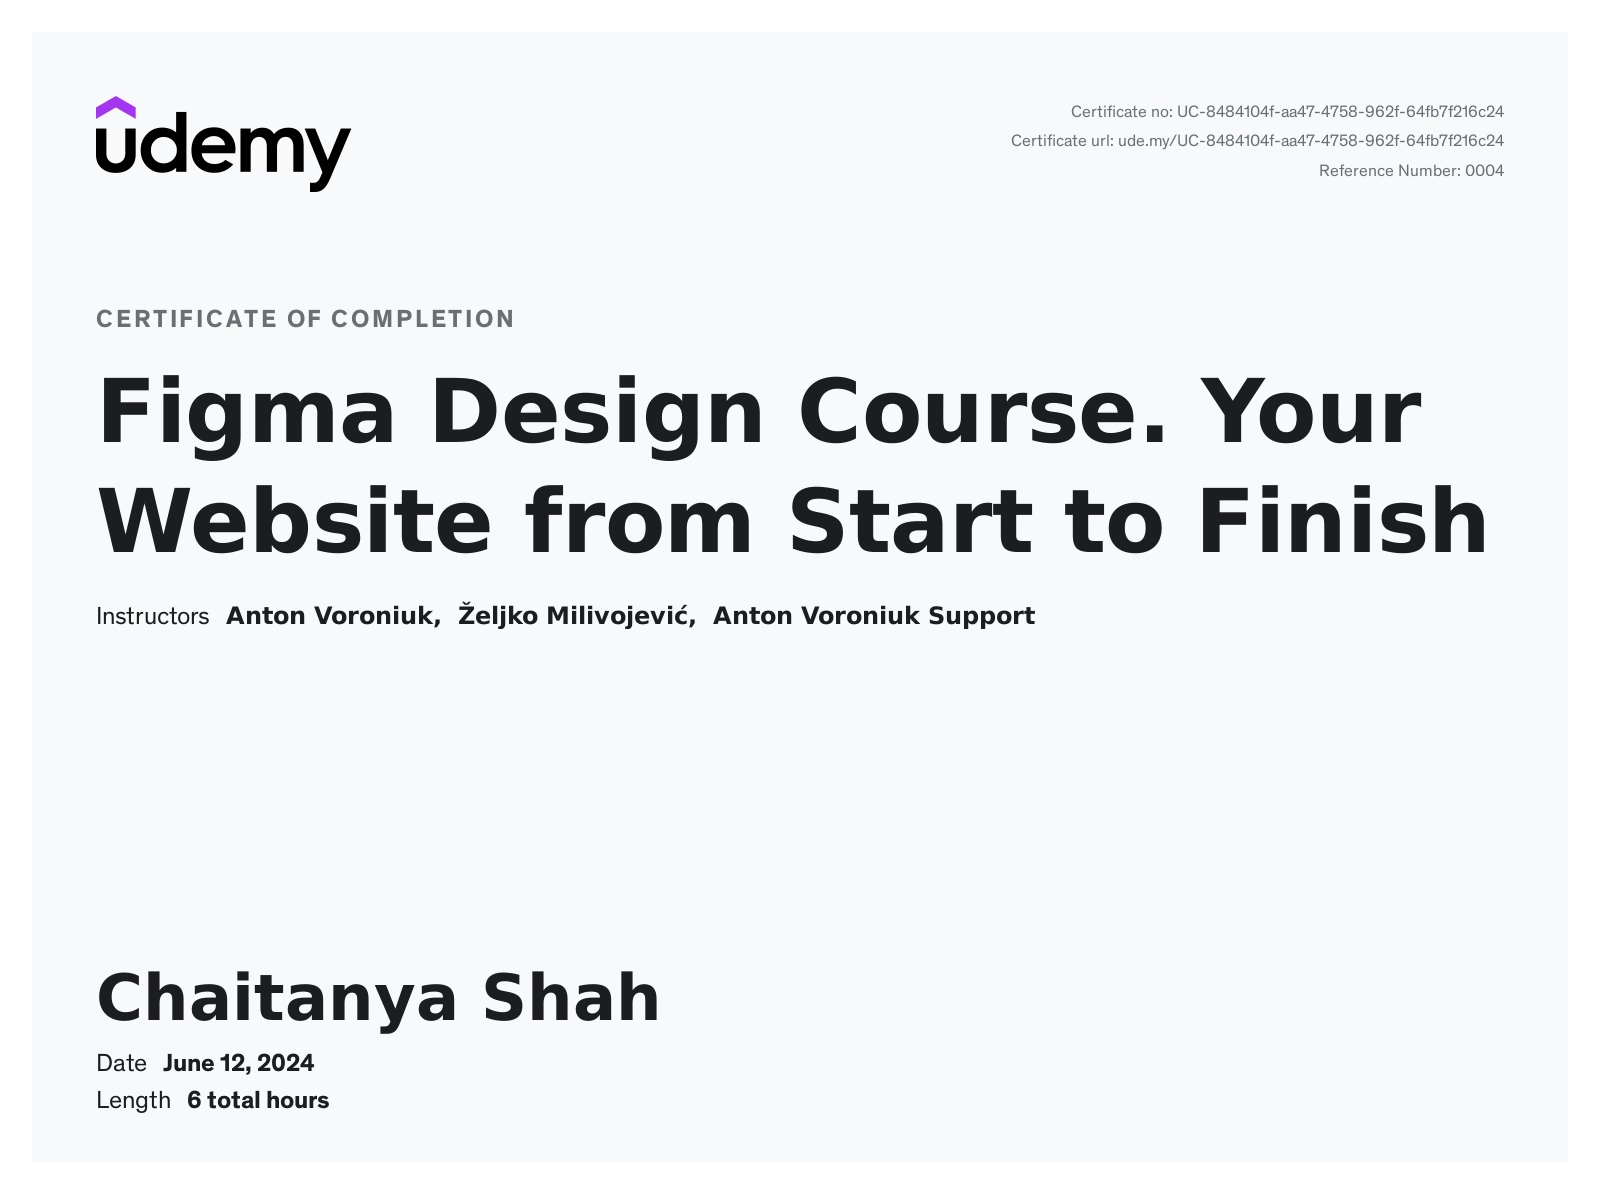 udemy
Certificate no: UC-8484104f-aa47-4758-962f-64fb7f216c24
Certificate url: ude.my/UC-8484104f-aa47-4758-962f-64fb7f216c24
Reference Number: 0004
CERTIFICATE OF COMPLETION
Figma Design Course. Your
Website from Start to Finish
Instructors Anton Voroniuk, Željko Milivojević, Anton Voroniuk Support
Chaitanya Shah
Date June 12, 2024
Length 6 total hours